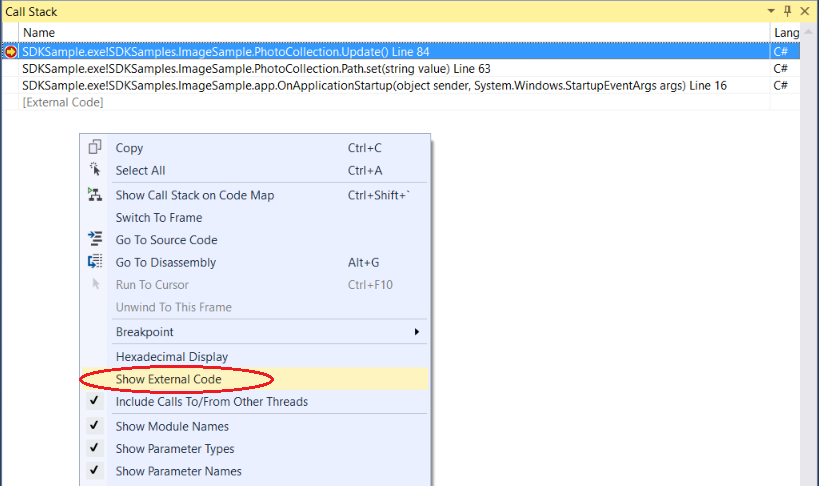 Call Stack
Name Lang
SDKSample.exe!SDKSamples.ImageSample.PhotoCollection.Update() Line 84 C#
SDKSample.exe!SDKSamples.ImageSample.PhotoCollection.Path.set(string value) Line 63 C#
SDKSample.exe!SDKSamples.ImageSample.app.OnApplicationStartup(object sender, System.Windows.StartupEventArgs args) Line 16 C#
[External Code]
Copy Ctrl+C
Select All Ctrl+A
Show Call Stack on Code Map Ctrl+Shift+`
Switch To Frame
Go To Source Code
Go To Disassembly Alt+G
Run To Cursor Ctrl+F10
Unwind To This Frame
Breakpoint
Hexadecimal Display
Show External Code
Include Calls To/From Other Threads
Show Module Names
Show Parameter Types
Show Parameter Names